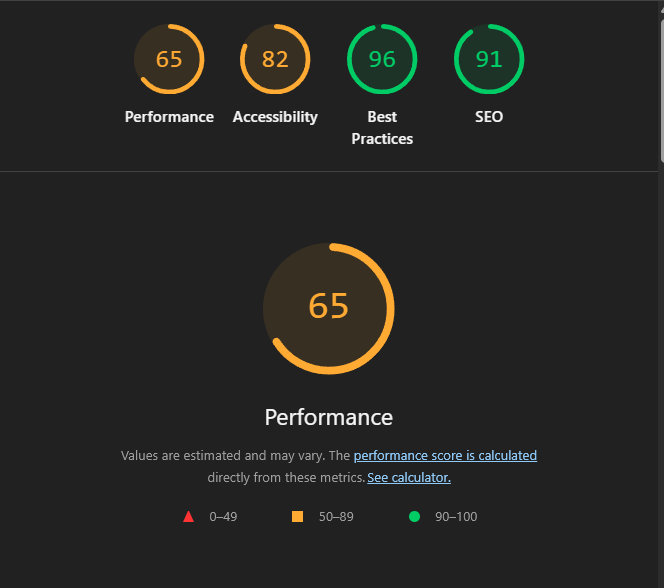 65
82
96
91
Performance
Accessibility
Best
Practices
SEO
65
Performance
Values are estimated and may vary. The performance score is calculated
directly from these metrics. See calculator.
0–49
50–89
90–100